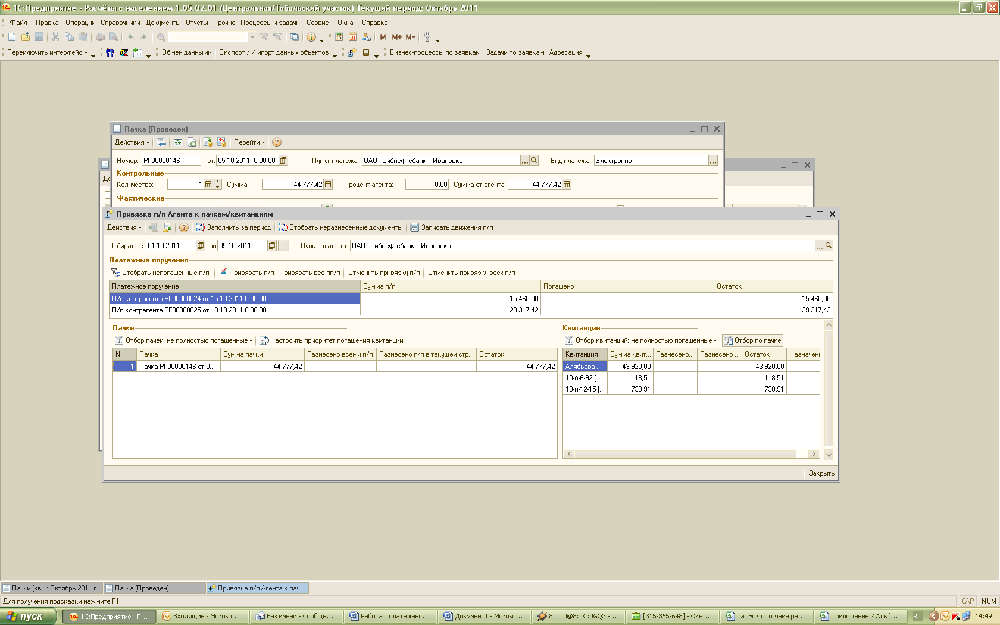 1С:Предприятие - Расчёты с населением 1.05.02.01 (Центральная/Тобольский участок) Текущий период: Октябрь 2011
Файл Правка Операции Справочники Документы Отчеты Прочие Процессы и задачи Сервис Окна Справка
M M+ M-
Переключить интерфейс Обмен данными Экспорт / Импорт данных объектов Бизнес-процессы по заявкам Задачи по заявкам Адресация
Пачка (Проведен)
Действия Перейти
Номер: РГ00000146 от: 05.10.2011 0:00:00 Пункт платежа: ОАО "Сибнефтебанк" (Ивановка) Вид платежа: Электронно
Контрольные
Количество: 1 Сумма: 44 777,42 Процент агента: 0,00 Сумма от агента: 44 777,42
Фактические
Привязка п/п Агента к пачкам/квитанциям
Действия Заполнить за период Отобрать неразнесенные документы Записать движения п/п
Отбирать с 01.10.2011 по 05.10.2011 ... Пункт платежа: ОАО "Сибнефтебанк" (Ивановка)
Платежные поручения
Отобрать непогашенные п/п Привязать п/п Привязать все пп/п Отменить привязку п/п Отменить привязку всех п/п
Платежное поручение Сумма п/п Погашено Остаток
П/п контрагента РГ00000024 от 15.10.2011 0:00:00 15 460,00 15 460,00
П/п контрагента РГ00000025 от 10.10.2011 0:00:00 29 317,42 29 317,42
Пачки
Отбор пачек: не полностью погашенные Настроить приоритет погашения квитанций
N Пачка Сумма пачки Разнесено всеми п/п Разнесено п/п в текущей стр... Остаток
1 Пачка РГ00000146 от 0... 44 777,42 44 777,42
Квитанции
Отбор квитанций: не полностью погашенные Отбор по пачке
Квитанция Сумма квит... Разнесено... Разнесено ... Остаток Назначени
Алябьева-... 43 920,00 43 920,00
10-й-6-92 [1... 118,51 118,51
10-й-12-15 [... 738,91 738,91
Закрыть
Пачки (кв...: Октябрь 2011 г. Пачка (Проведен) Привязка п/п Агента к пач...
Для получения подсказки нажмите F1 CAP NUM
пуск 1С:Предприятие - Р... Входящие - Microso... Без имени - Сообще... Работа с платежны... Документ1 - Microso... 8. □0@8: !C:0GQ2 -... [315-365-648] - Окн... ТатЭс Состояние ра... Приложение 2 Альб... RU 14:49